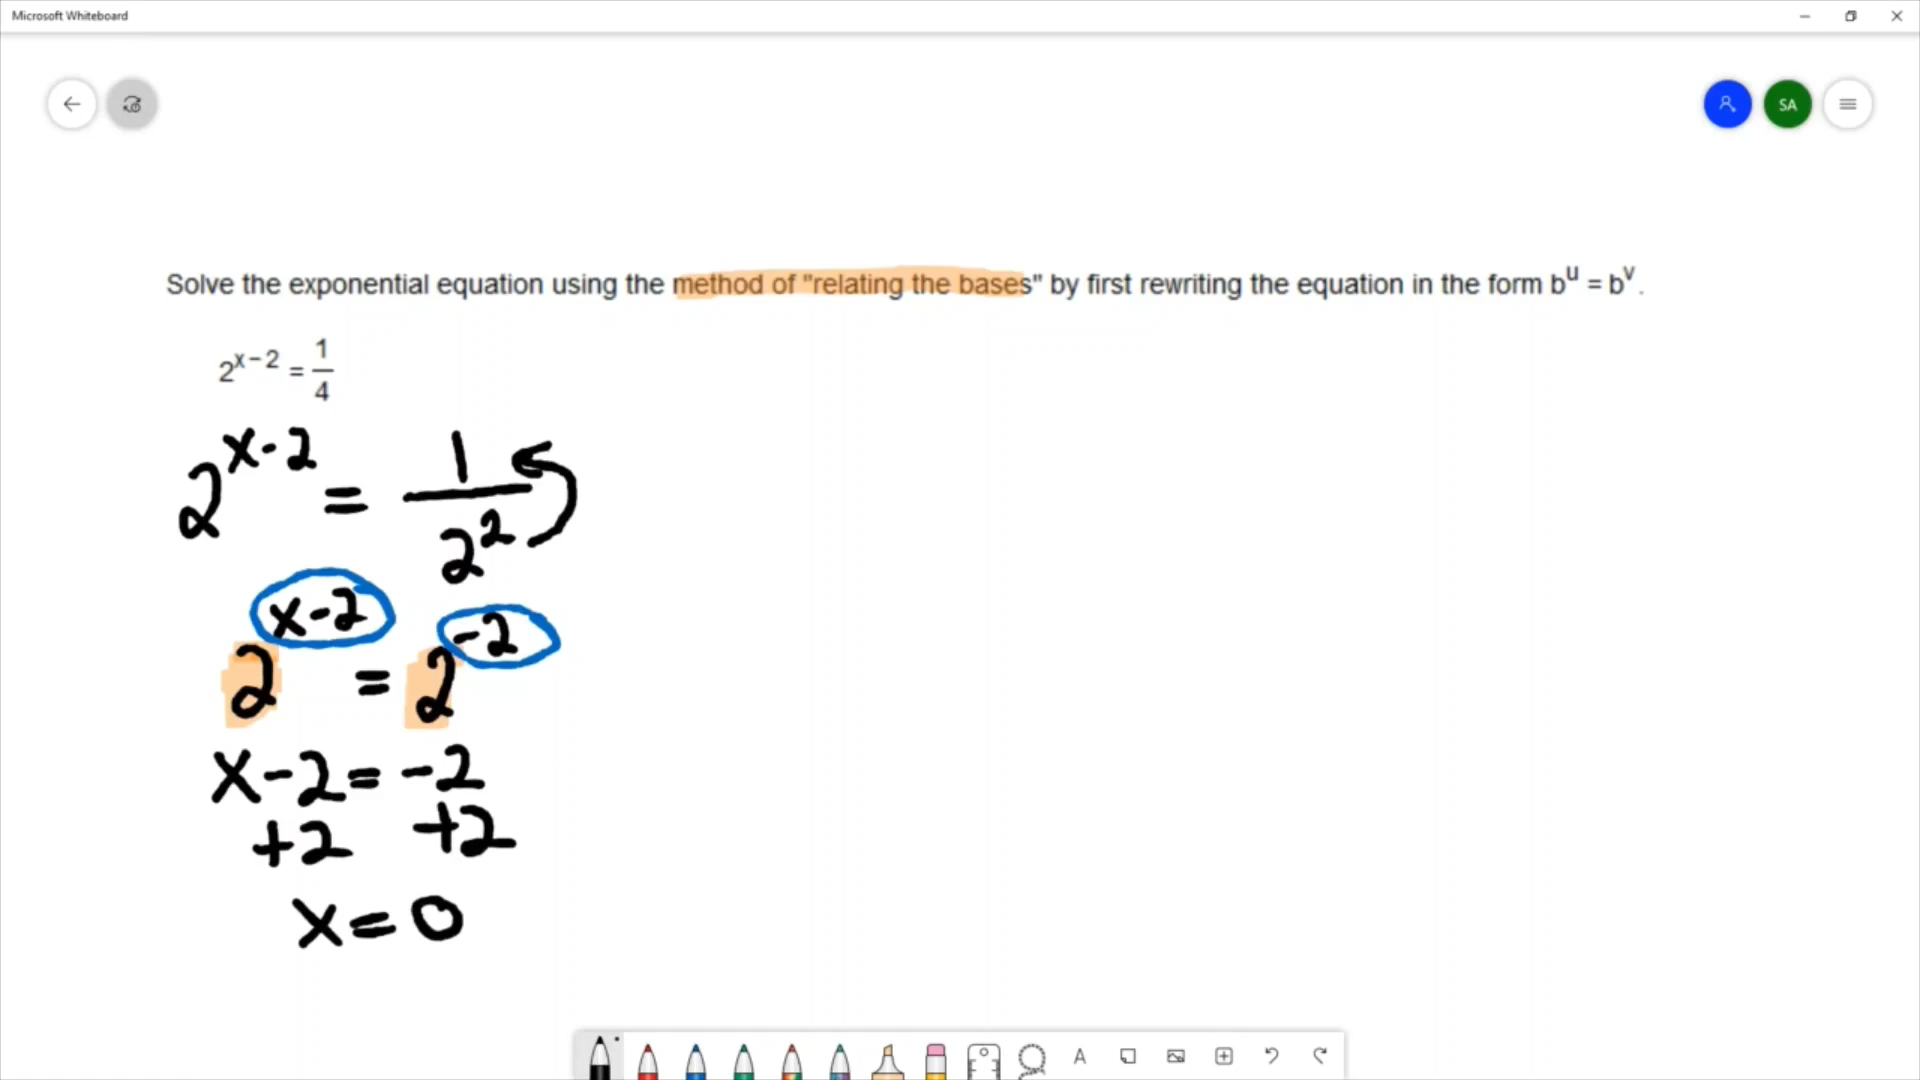 Microsoft Whiteboard
SA
Solve the exponential equation using the method of "relating the bases" by first rewriting the equation in the form b^u = b^v.
2^(x−2) = 1/4
2^(x-2) = 1/2^2
2^(x-2) = 2^(-2)
x-2=-2
+2 +2
x=0
A